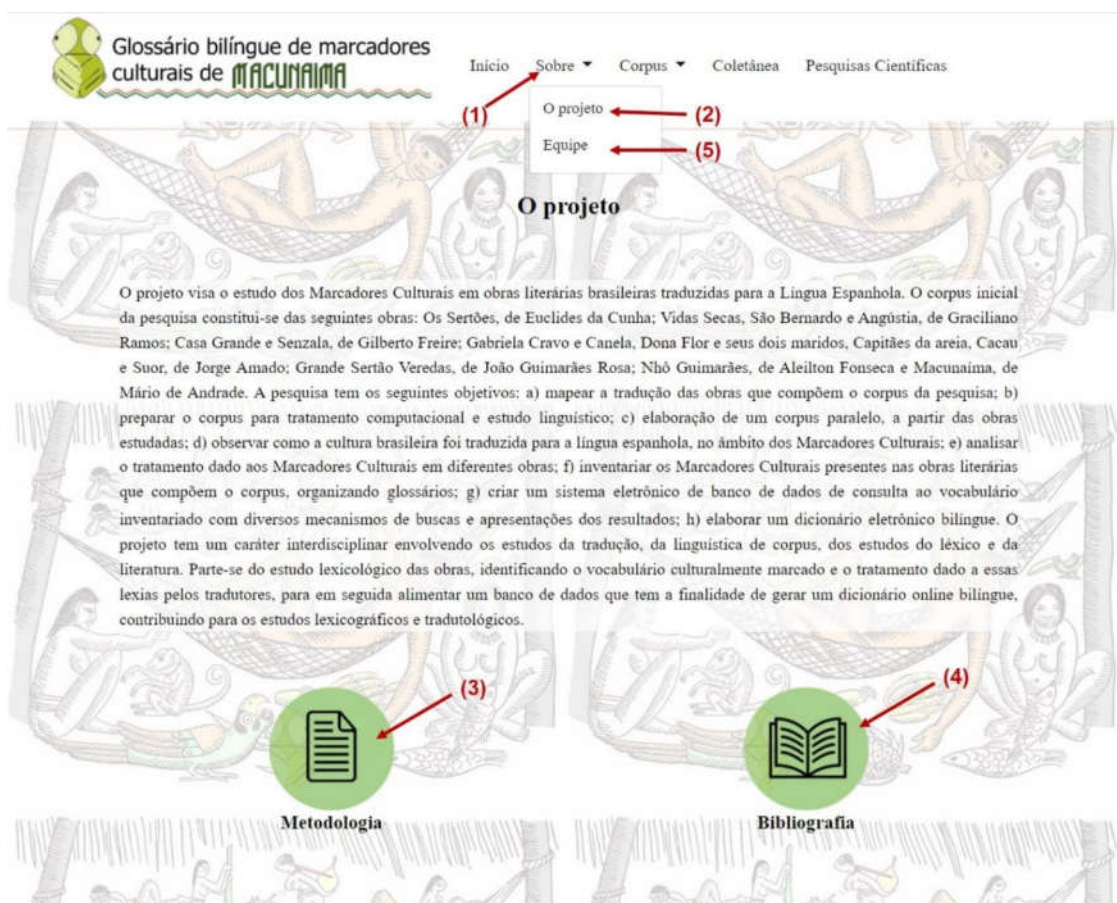 Glossário bilíngue de marcadores
culturais de MACUNAIMA
Início Sobre Corpus Coletânea Pesquisas Científicas
(1)
O projeto
(2)
Equipe
(5)
O projeto
O projeto visa o estudo dos Marcadores Culturais em obras literárias brasileiras traduzidas para a Língua Espanhola. O corpus inicial
da pesquisa constitui-se das seguintes obras: Os Sertões, de Euclides da Cunha; Vidas Secas, São Bernardo e Angústia, de Graciliano
Ramos; Casa Grande e Senzala, de Gilberto Freire; Gabriela Cravo e Canela, Dona Flor e seus dois maridos, Capitães da areia, Cacau
e Suor, de Jorge Amado; Grande Sertão Veredas, de João Guimarães Rosa; Nhô Guimarães, de Aleilton Fonseca e Macunaíma, de
Mário de Andrade. A pesquisa tem os seguintes objetivos: a) mapear a tradução das obras que compõem o corpus da pesquisa; b)
preparar o corpus para tratamento computacional e estudo linguístico; c) elaboração de um corpus paralelo, a partir das obras
estudadas; d) observar como a cultura brasileira foi traduzida para a língua espanhola, no âmbito dos Marcadores Culturais; e) analisar
o tratamento dado aos Marcadores Culturais em diferentes obras; f) inventariar os Marcadores Culturais presentes nas obras literárias
que compõem o corpus, organizando glossários; g) criar um sistema eletrônico de banco de dados de consulta ao vocabulário
inventariado com diversos mecanismos de buscas e apresentações dos resultados; h) elaborar um dicionário eletrônico bilíngue. O
projeto tem um caráter interdisciplinar envolvendo os estudos da tradução, da linguística de corpus, dos estudos do léxico e da
literatura. Parte-se do estudo lexicológico das obras, identificando o vocabulário culturalmente marcado e o tratamento dado a essas
lexias pelos tradutores, para em seguida alimentar um banco de dados que tem a finalidade de gerar um dicionário online bilíngue,
contribuindo para os estudos lexicográficos e tradutológicos.
(3)
(4)
Metodologia
Bibliografia